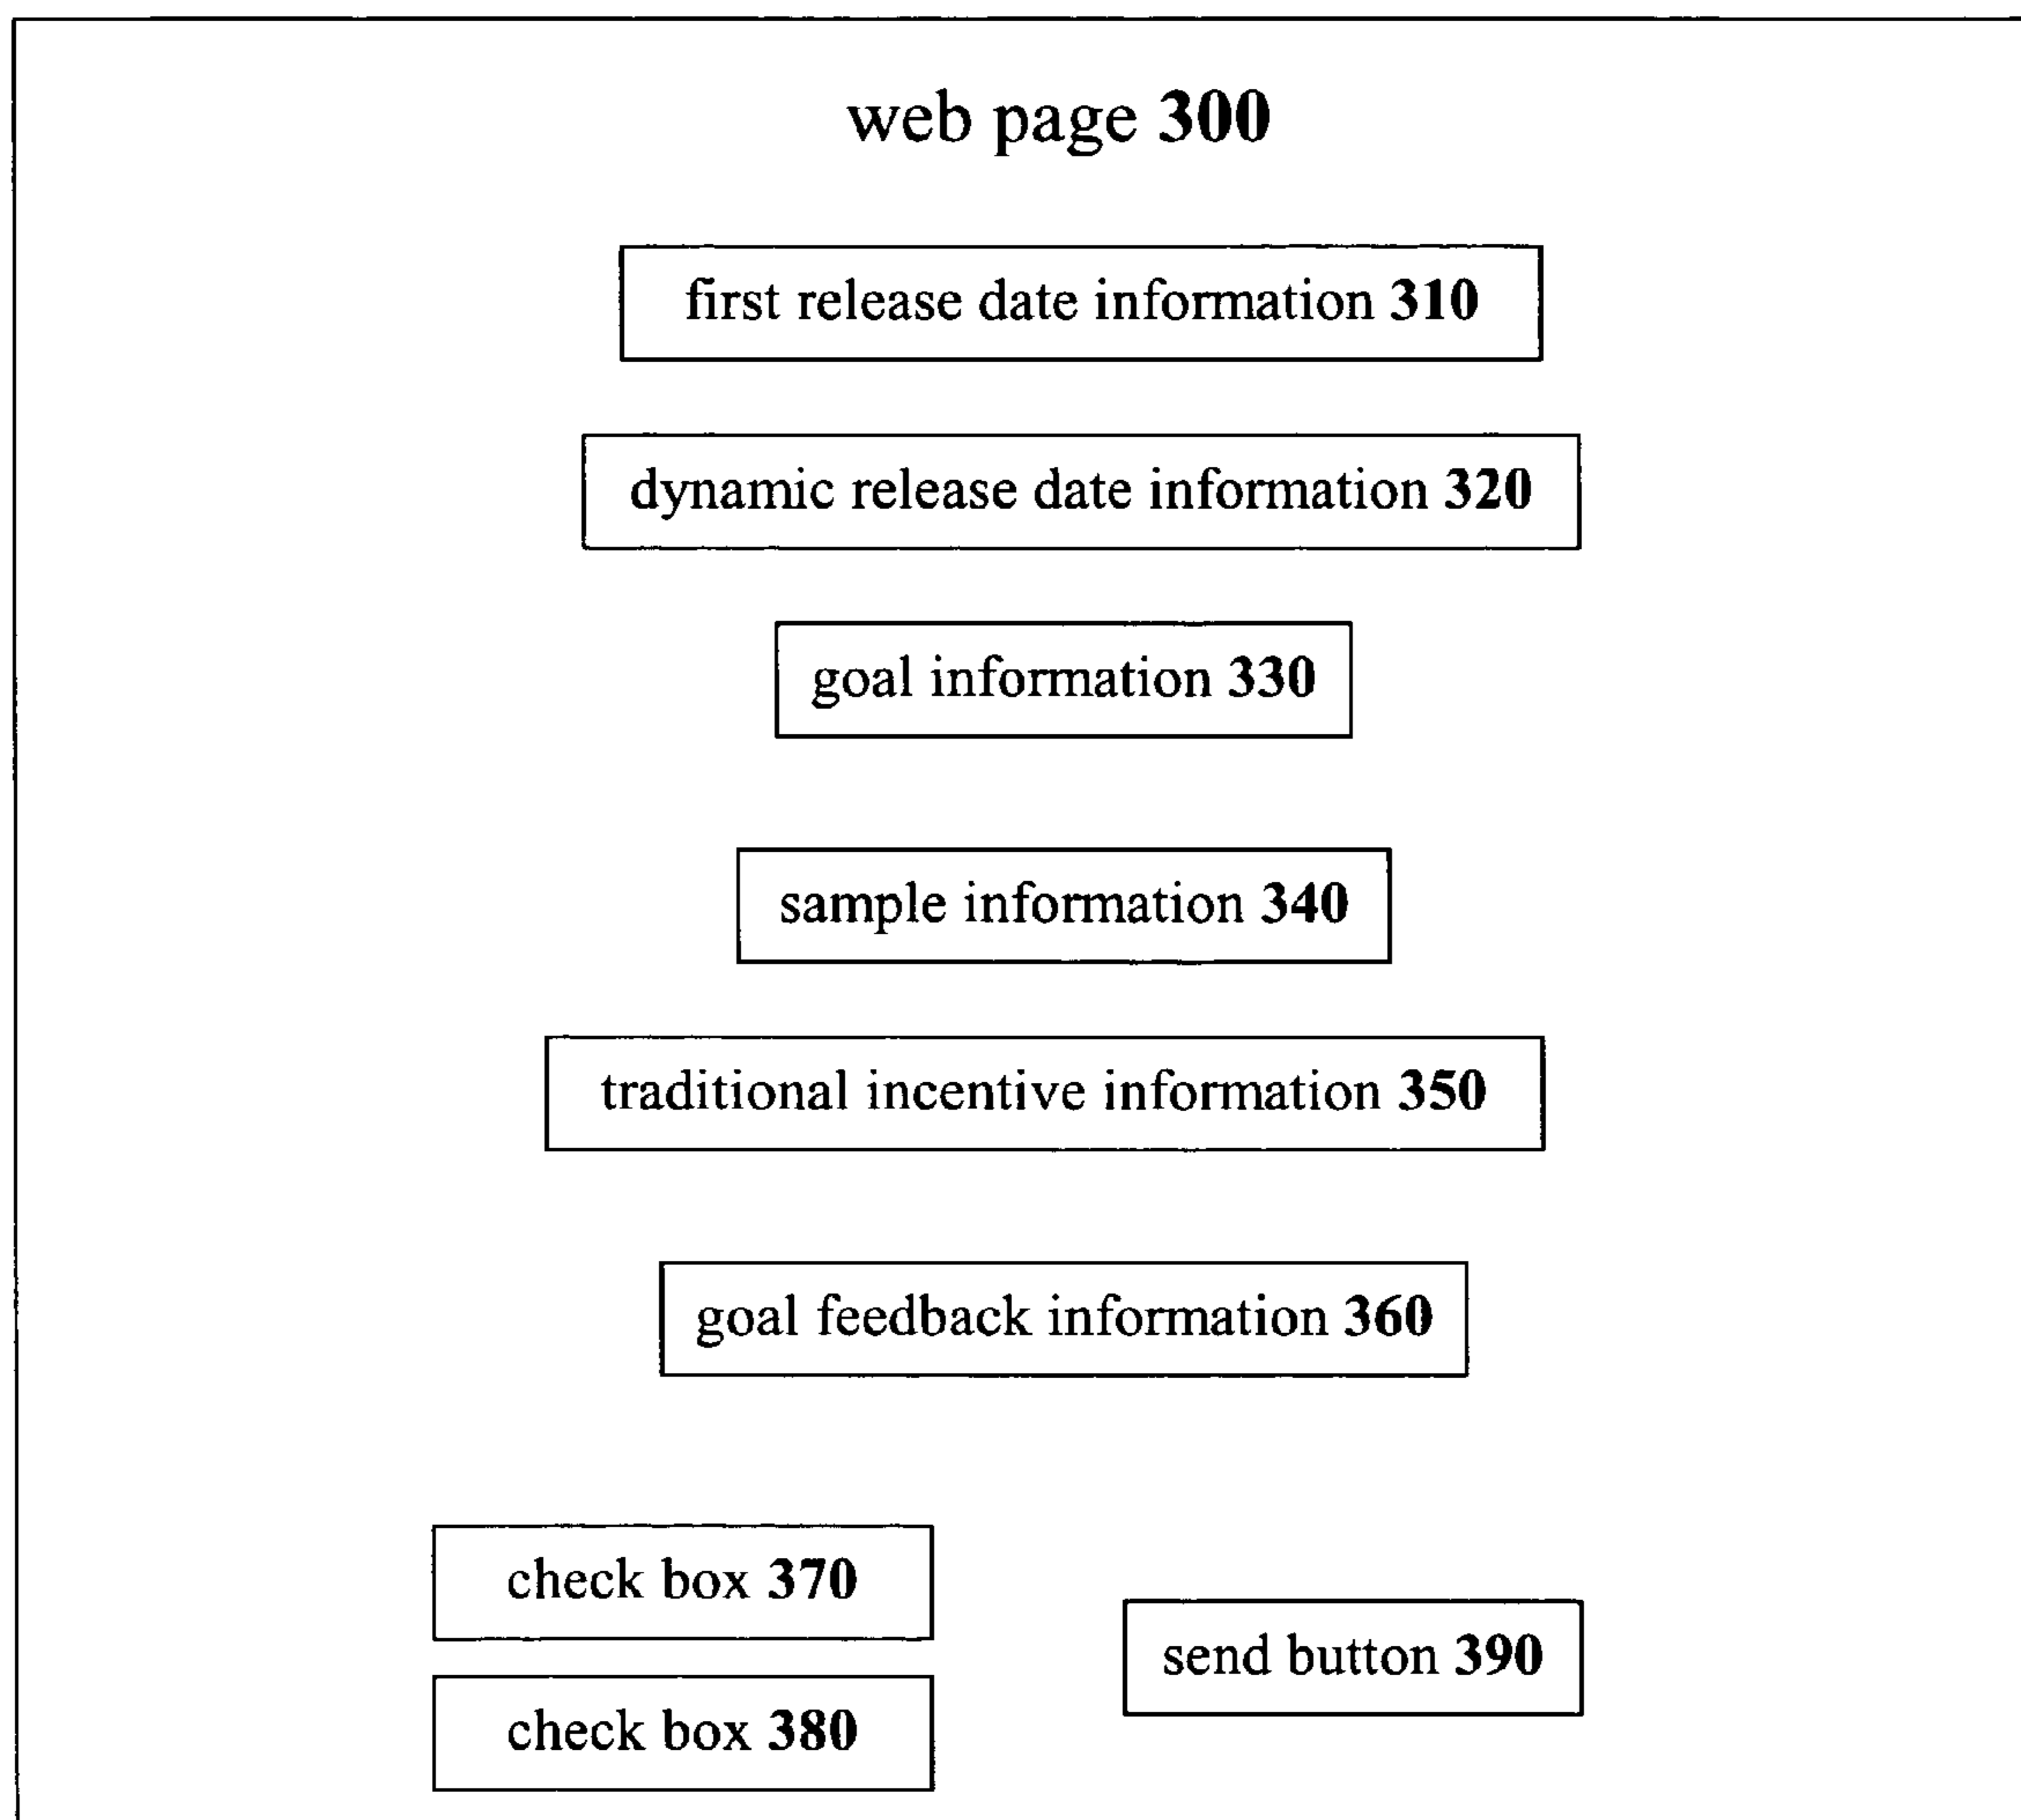 web page 300
first release date information 310
dynamic release date information 320
goal information 330
sample information 340
traditional incentive information 350
goal feedback information 360
check box 370
send button 390
check box 380